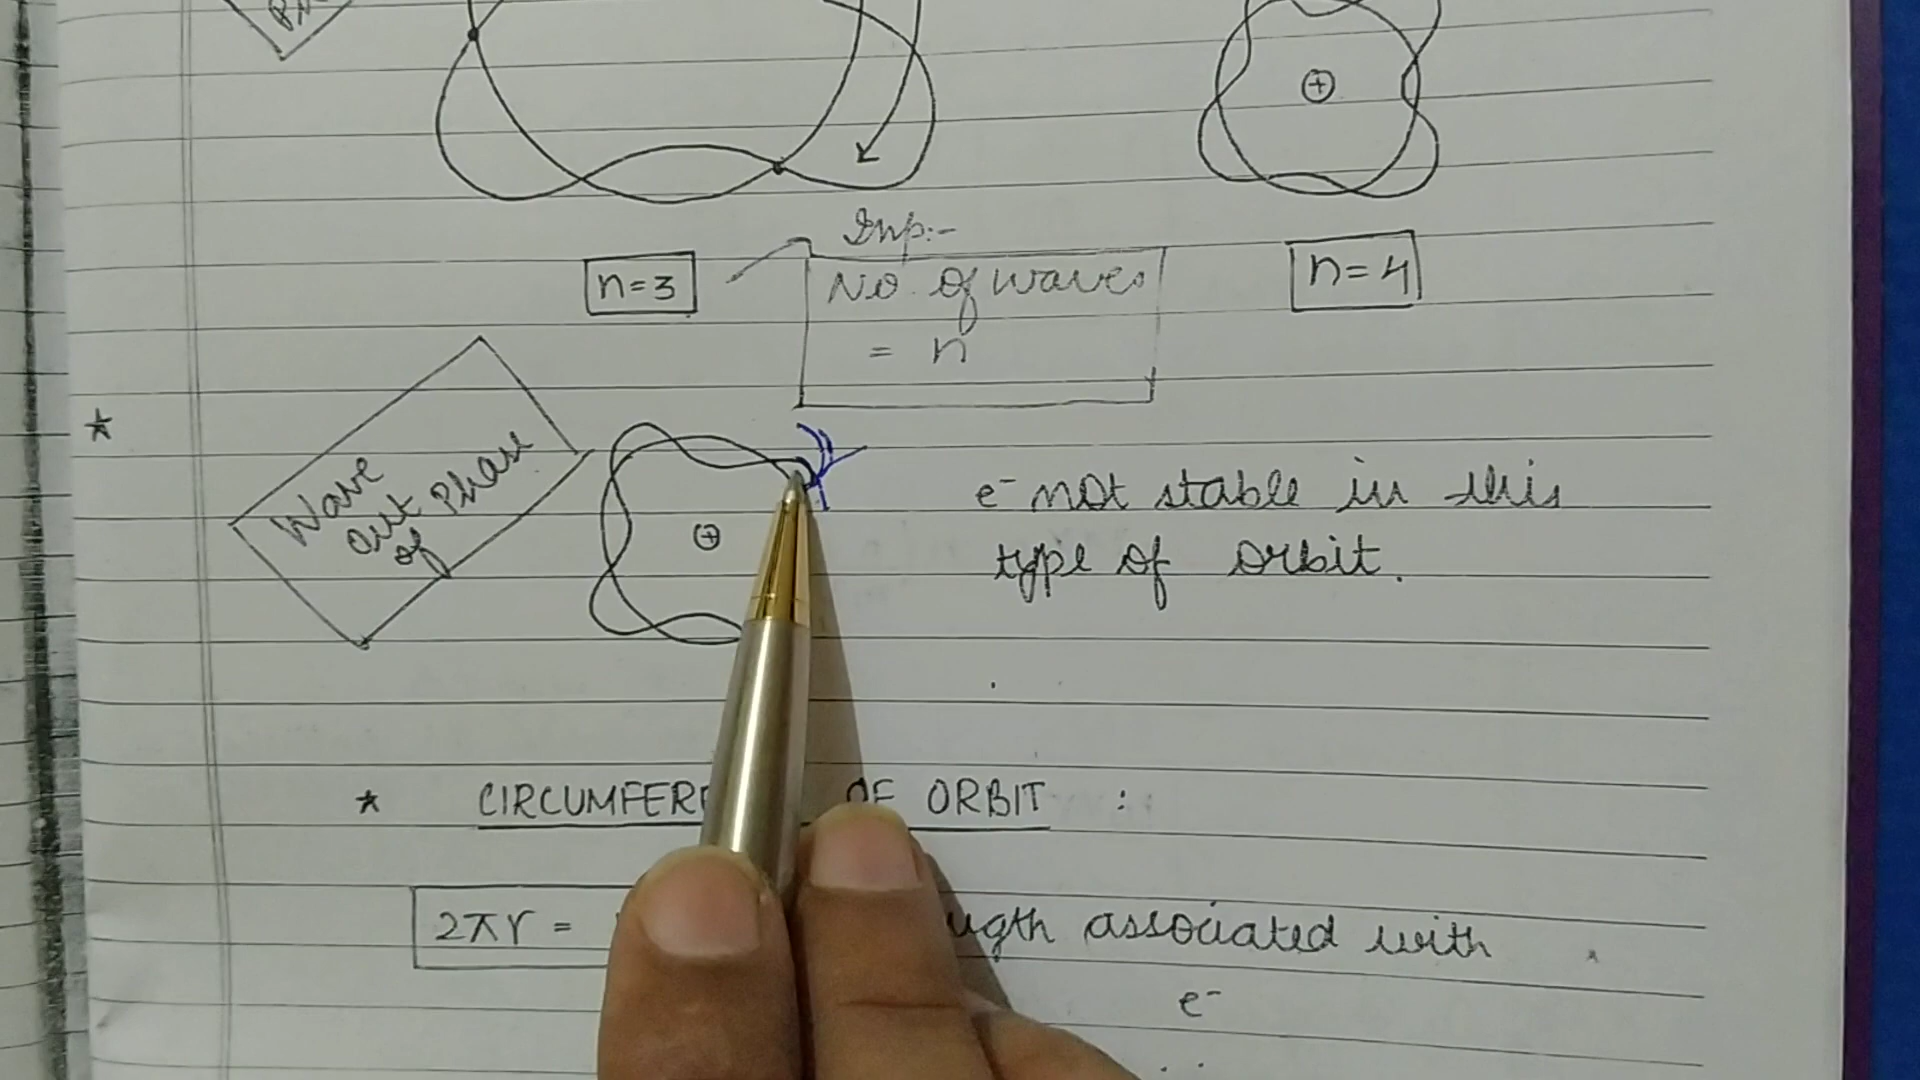 n=3
Imp:-
No. of waves
= n
n=4
*
Wave
out Phase
of
e⁻ not stable in this
type of orbit.
* CIRCUMFER OF ORBIT :
2πr = associated with
e⁻